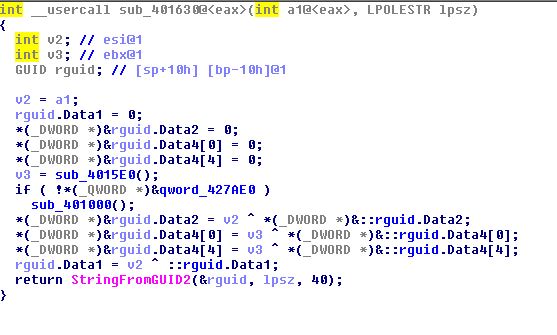 int __usercall sub_401630@<eax>(int a1@<eax>, LPOLESTR lpsz)
{
  int v2; // esi@1
  int v3; // ebx@1
  GUID rguid; // [sp+10h] [bp-10h]@1

  v2 = a1;
  rguid.Data1 = 0;
  *(_DWORD *)&rguid.Data2 = 0;
  *(_DWORD *)&rguid.Data4[0] = 0;
  *(_DWORD *)&rguid.Data4[4] = 0;
  v3 = sub_4015E0();
  if ( !*(_QWORD *)&qword_427AE0 )
    sub_401000();
  *(_DWORD *)&rguid.Data2 = v2 ^ *(_DWORD *)&::rguid.Data2;
  *(_DWORD *)&rguid.Data4[0] = v3 ^ *(_DWORD *)&::rguid.Data4[0];
  *(_DWORD *)&rguid.Data4[4] = v3 ^ *(_DWORD *)&::rguid.Data4[4];
  rguid.Data1 = v2 ^ ::rguid.Data1;
  return StringFromGUID2(&rguid, lpsz, 40);
}